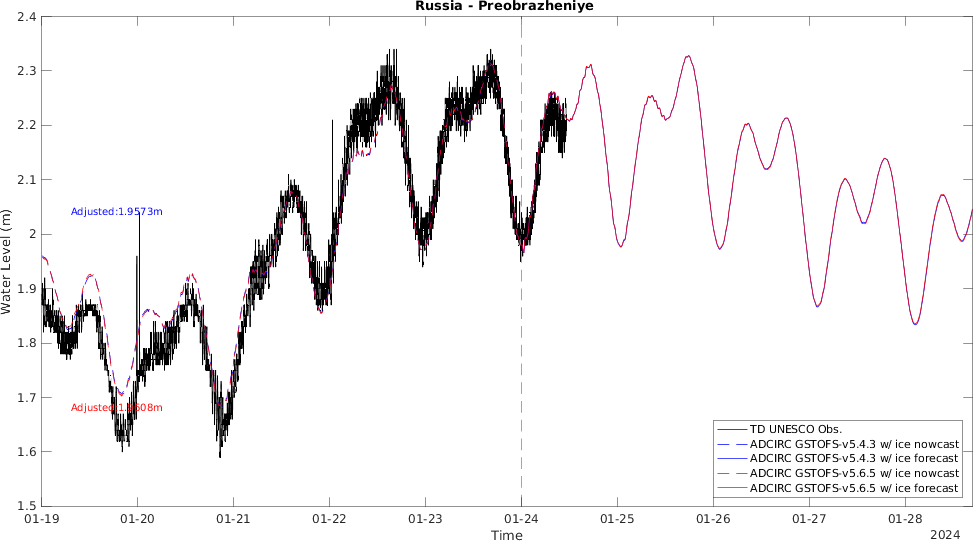 Russia - Preobrazheniye
Water Level (m)
2.4
2.3
2.2
2.1
2
1.9
1.8
1.7
1.6
1.5
Adjusted:1.9573m
TD UNESCO Obs.
ADCIRC GSTOFS-v5.4.3 w/ ice nowcast
ADCIRC GSTOFS-v5.4.3 w/ ice forecast
ADCIRC GSTOFS-v5.6.5 w/ ice nowcast
ADCIRC GSTOFS-v5.6.5 w/ ice forecast
01-19 01-20 01-21 01-22 01-23 01-24 01-25 01-26 01-27 01-28
Time
2024